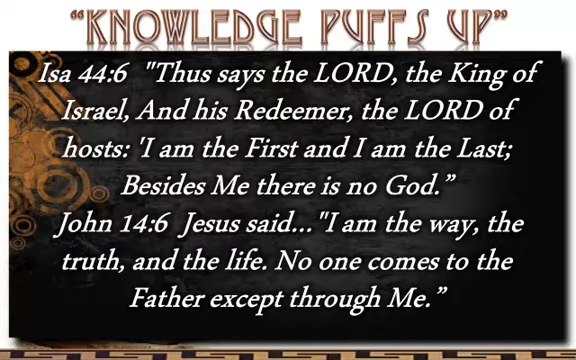 “KNOWLEDGE PUFFS UP”
Isa 44:6 "Thus says the LORD, the King of
Israel, And his Redeemer, the LORD of
hosts: 'I am the First and I am the Last;
Besides Me there is no God.”
John 14:6 Jesus said..."I am the way, the
truth, and the life. No one comes to the
Father except through Me.”